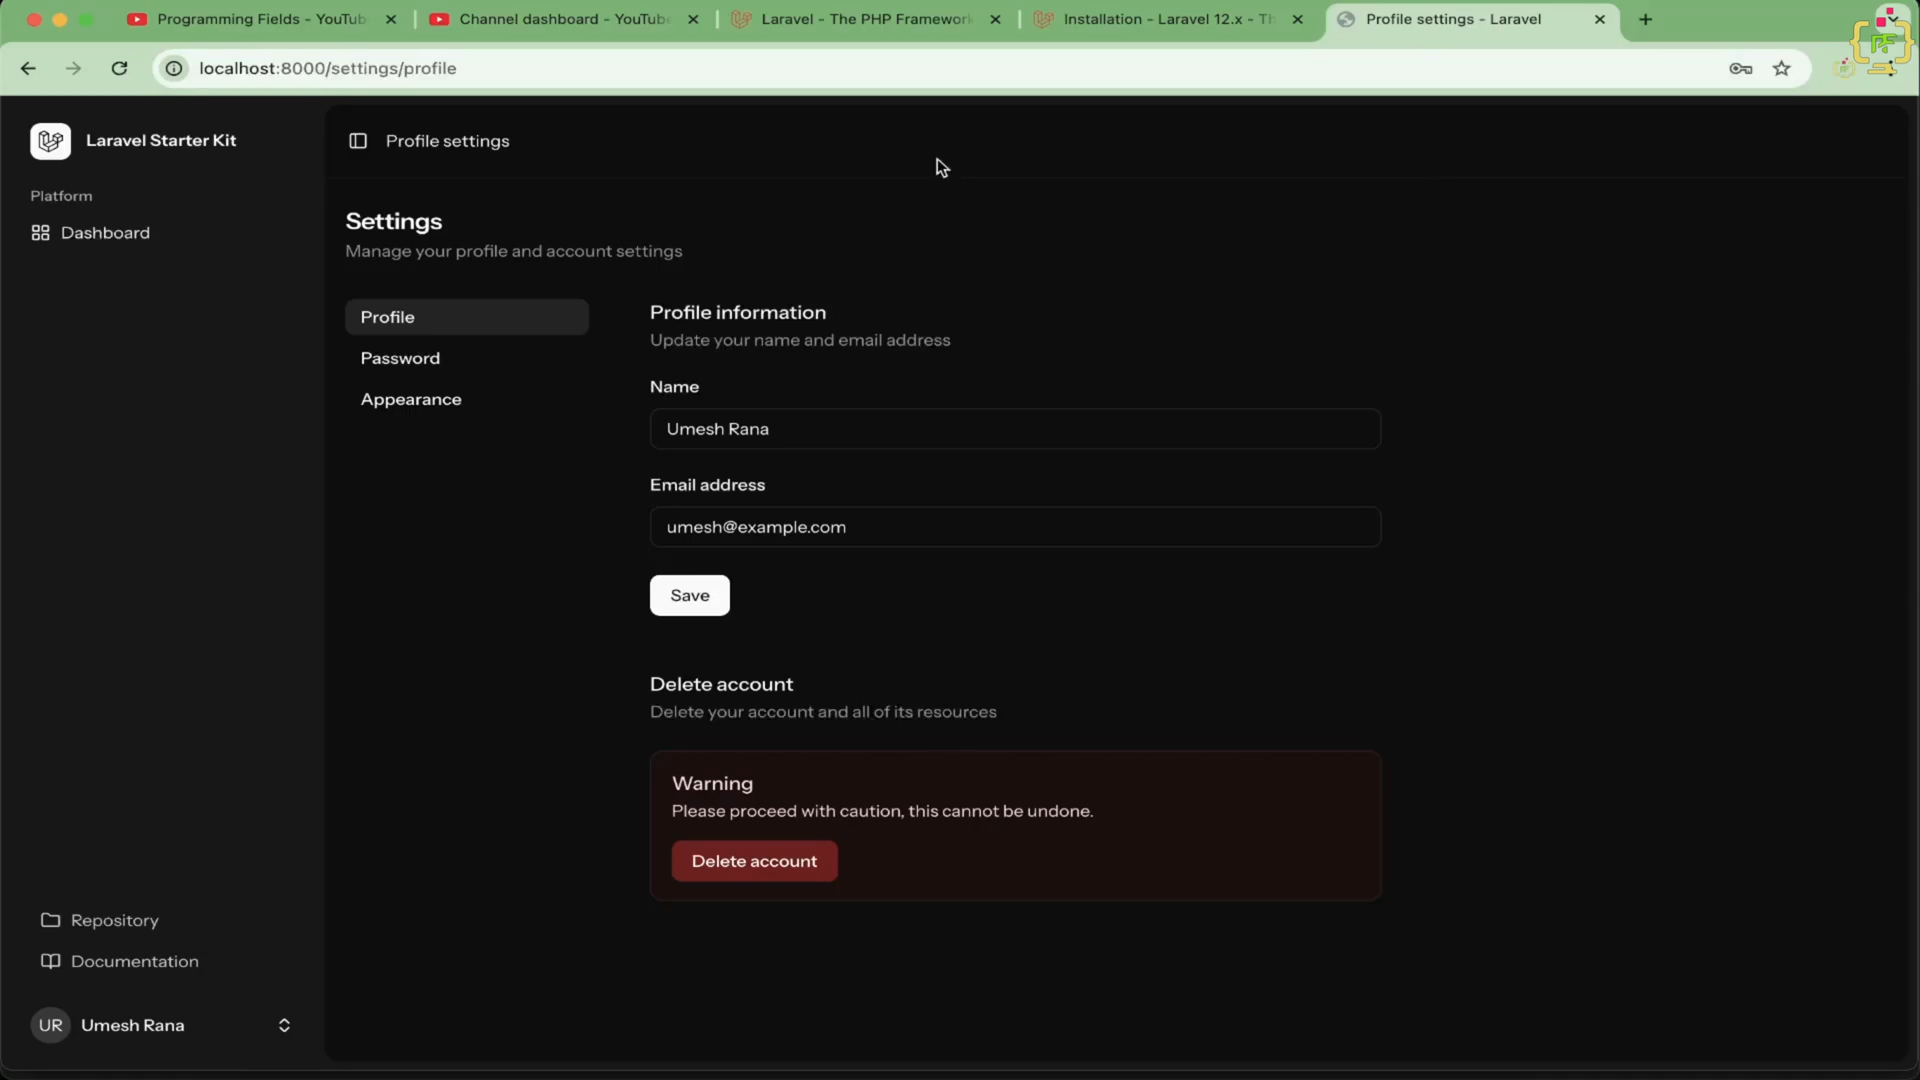 Programming Fields - YouTub
Channel dashboard - YouTube
Laravel - The PHP Framework
Installation - Laravel 12.x - Th
Profile settings - Laravel
localhost:8000/settings/profile
PF
Laravel Starter Kit
Profile settings
Platform
Dashboard
Settings
Manage your profile and account settings
Profile
Password
Appearance
Profile information
Update your name and email address
Name
Umesh Rana
Email address
umesh@example.com
Save
Delete account
Delete your account and all of its resources
Warning
Please proceed with caution, this cannot be undone.
Delete account
Repository
Documentation
UR Umesh Rana